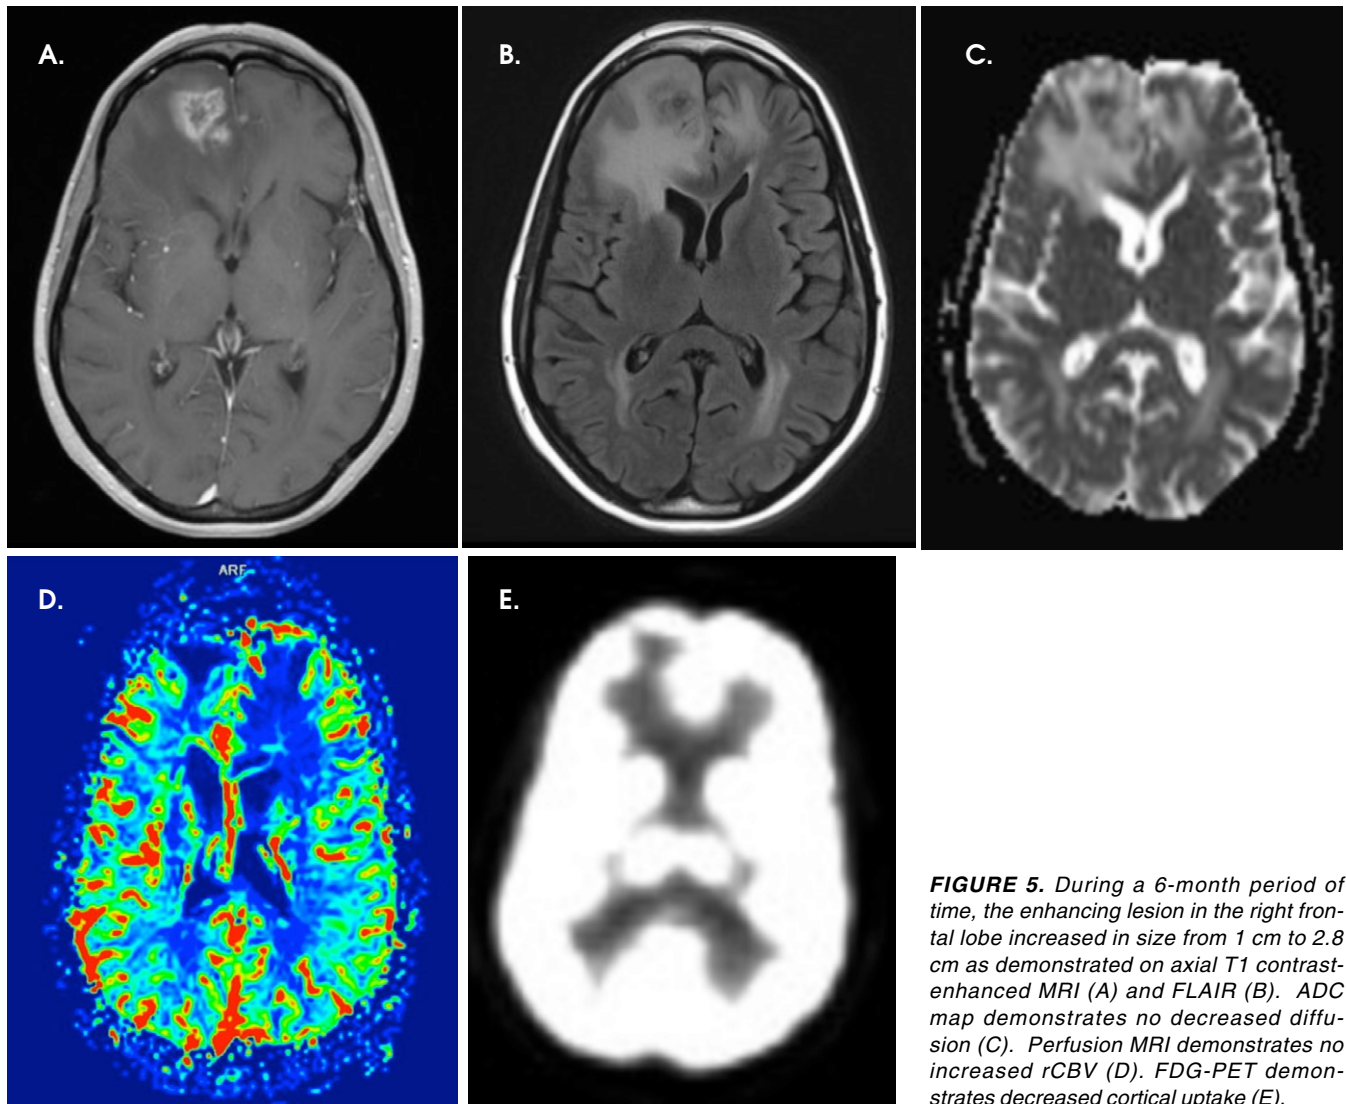 A.
B.
C.
ARF
D.
E.
FIGURE 5. During a 6-month period of
time, the enhancing lesion in the right fron-
tal lobe increased in size from 1 cm to 2.8
cm as demonstrated on axial T1 contrast-
enhanced MRI (A) and FLAIR (B). ADC
map demonstrates no decreased diffu-
sion (C). Perfusion MRI demonstrates no
increased rCBV (D). FDG-PET demon-
strates decreased cortical uptake (E).